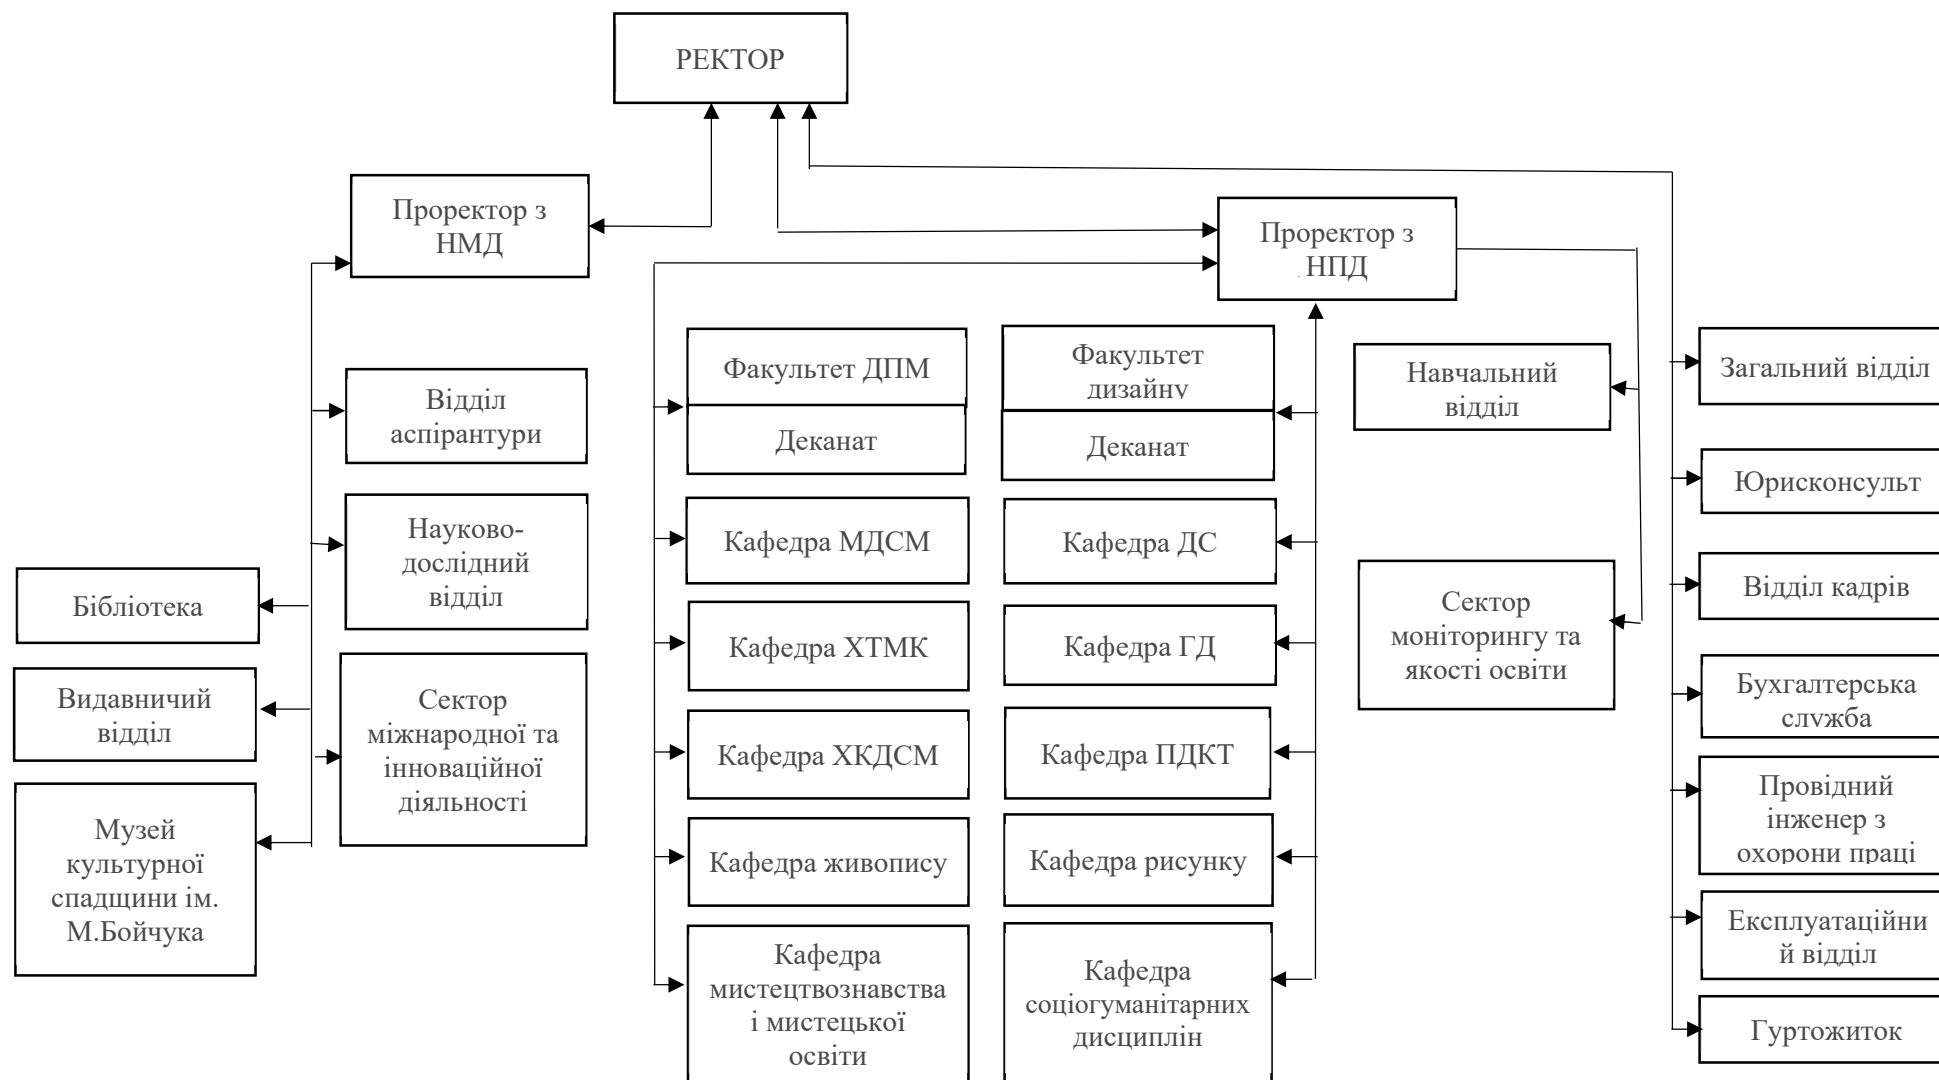 РЕКТОР
Проректор з
НМД
Проректор з
НПД
Відділ
аспірантури
Науково-
дослідний
відділ
Сектор
міжнародної та
інноваційної
діяльності
Бібліотека
Видавничий
відділ
Музей
культурної
спадщини ім.
М.Бойчука
Факультет ДПМ
Деканат
Кафедра МДСМ
Кафедра ХТМК
Кафедра ХКДСМ
Кафедра живопису
Кафедра
мистецтвознавства
і мистецької
освіти
Факультет
дизайну
Деканат
Кафедра ДС
Кафедра ГД
Кафедра ПДКТ
Кафедра рисунку
Кафедра
соціогуманітарних
дисциплін
Навчальний
відділ
Сектор
моніторингу та
якості освіти
Загальний відділ
Юрисконсульт
Відділ кадрів
Бухгалтерська
служба
Провідний
інженер з
охорони праці
Експлуатаційни
й відділ
Гуртожиток